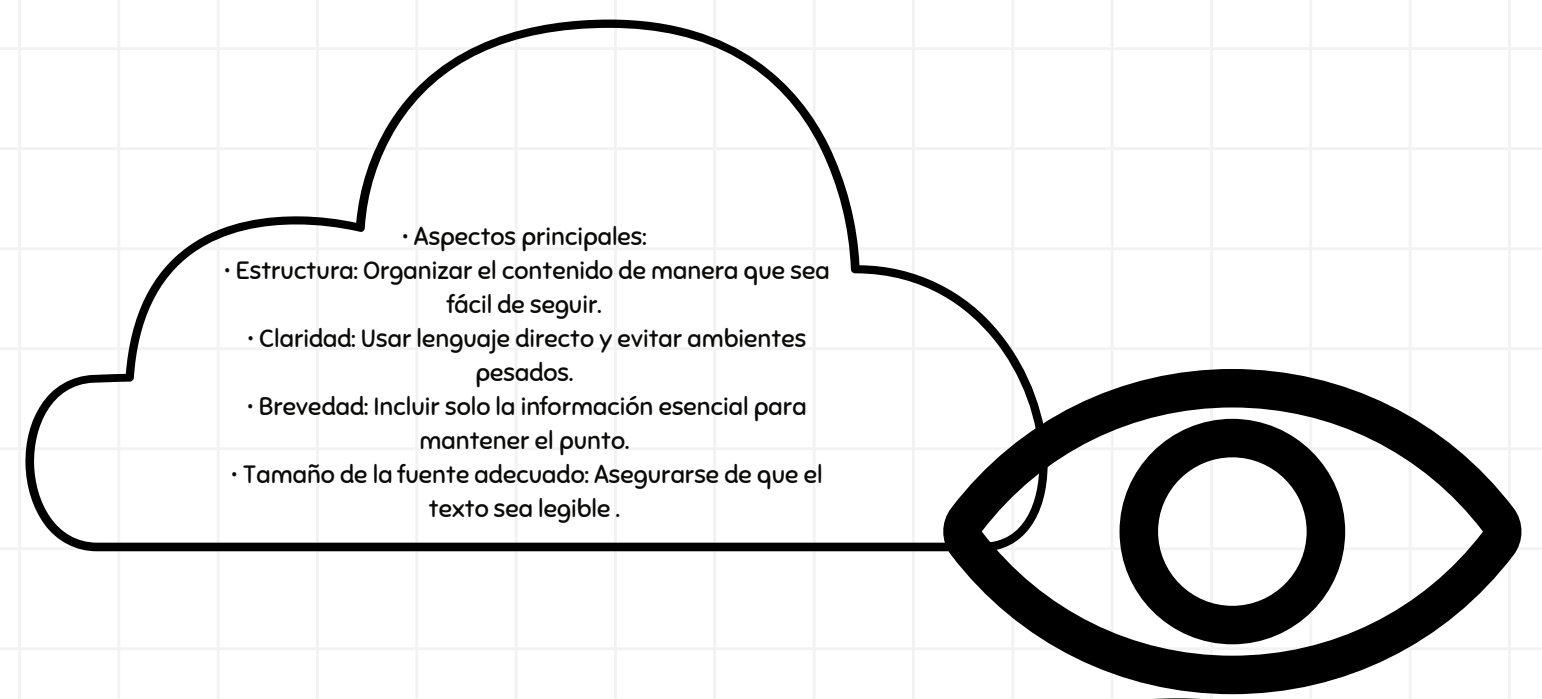 · Aspectos principales:
· Estructura: Organizar el contenido de manera que sea
fácil de seguir.
· Claridad: Usar lenguaje directo y evitar ambientes
pesados.
· Brevedad: Incluir solo la información esencial para
mantener el punto.
· Tamaño de la fuente adecuado: Asegurarse de que el
texto sea legible .